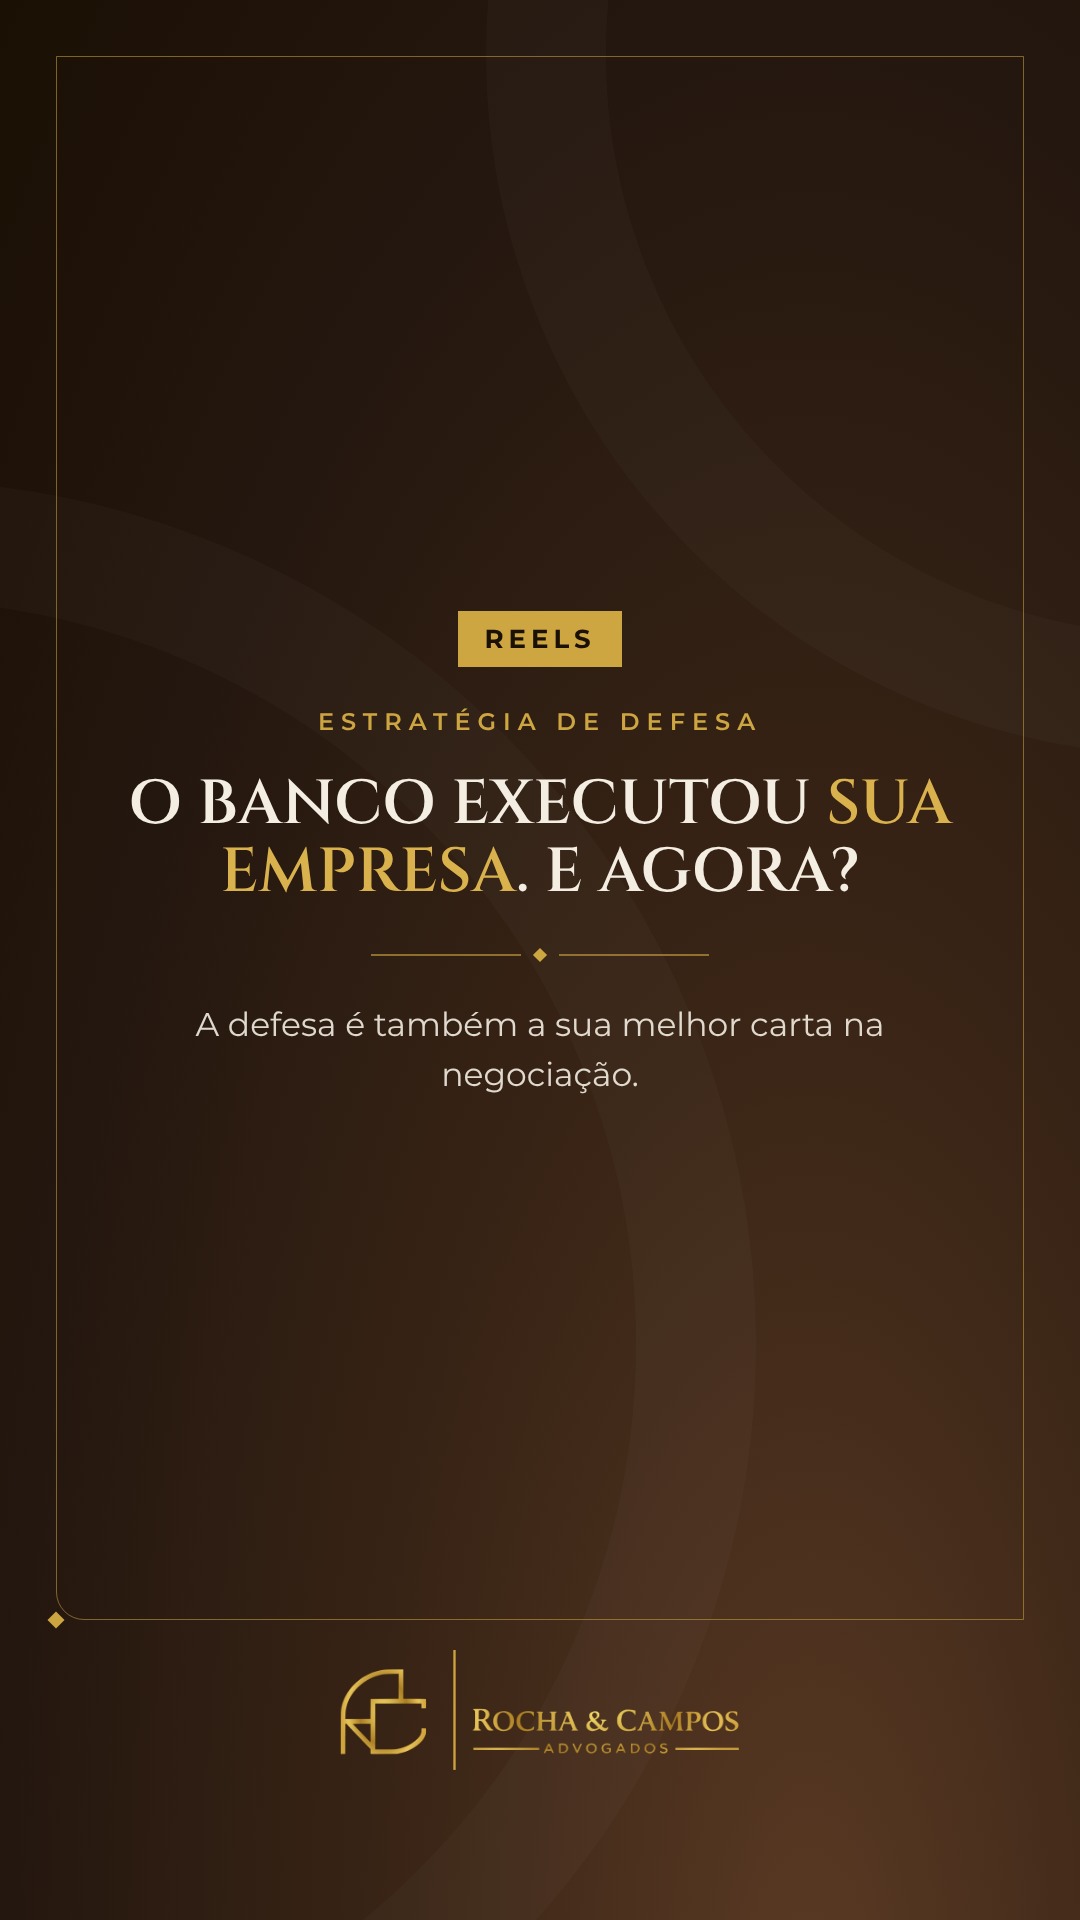 REELS
ESTRATÉGIA DE DEFESA
O BANCO EXECUTOU SUA
EMPRESA. E AGORA?
A defesa é também a sua melhor carta na
negociação.
ROCHA & CAMPOS
ADVOGADOS